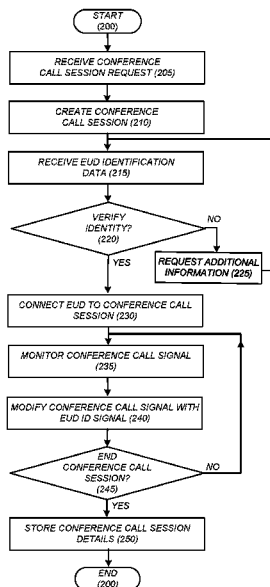 START
(200)
RECEIVE CONFERENCE
CALL SESSION REQUEST (205)
CREATE CONFERENCE
CALL SESSION (210)
RECEIVE EUD IDENTIFICATION
DATA (215)
VERIFY
IDENTITY?
(220)
NO
REQUEST ADDITIONAL
INFORMATION (225)
YES
CONNECT EUD TO CONFERENCE CALL
SESSION (230)
MONITOR CONFERENCE CALL SIGNAL
(235)
MODIFY CONFERENCE CALL SIGNAL WITH
EUD ID SIGNAL (240)
END
CONFERENCE CALL
SESSION?
(245)
NO
YES
STORE CONFERENCE CALL SESSION
DETAILS (250)
END
(200)